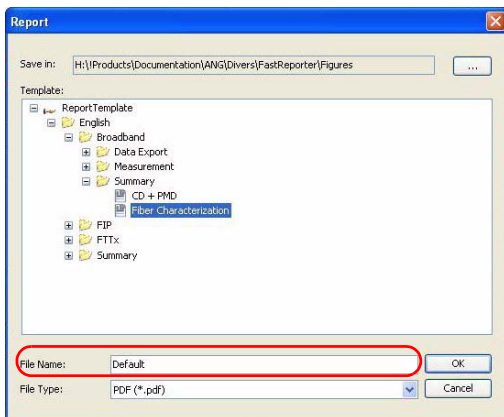 Report
Save in: H:\!Products\Documentation\ANG\Divers\FastReporter\Figures ...
Template:
ReportTemplate
English
Broadband
Data Export
Measurement
Summary
CD + PMD
Fiber Characterization
FIP
FTTx
Summary
File Name: Default OK
File Type: PDF (*.pdf) Cancel